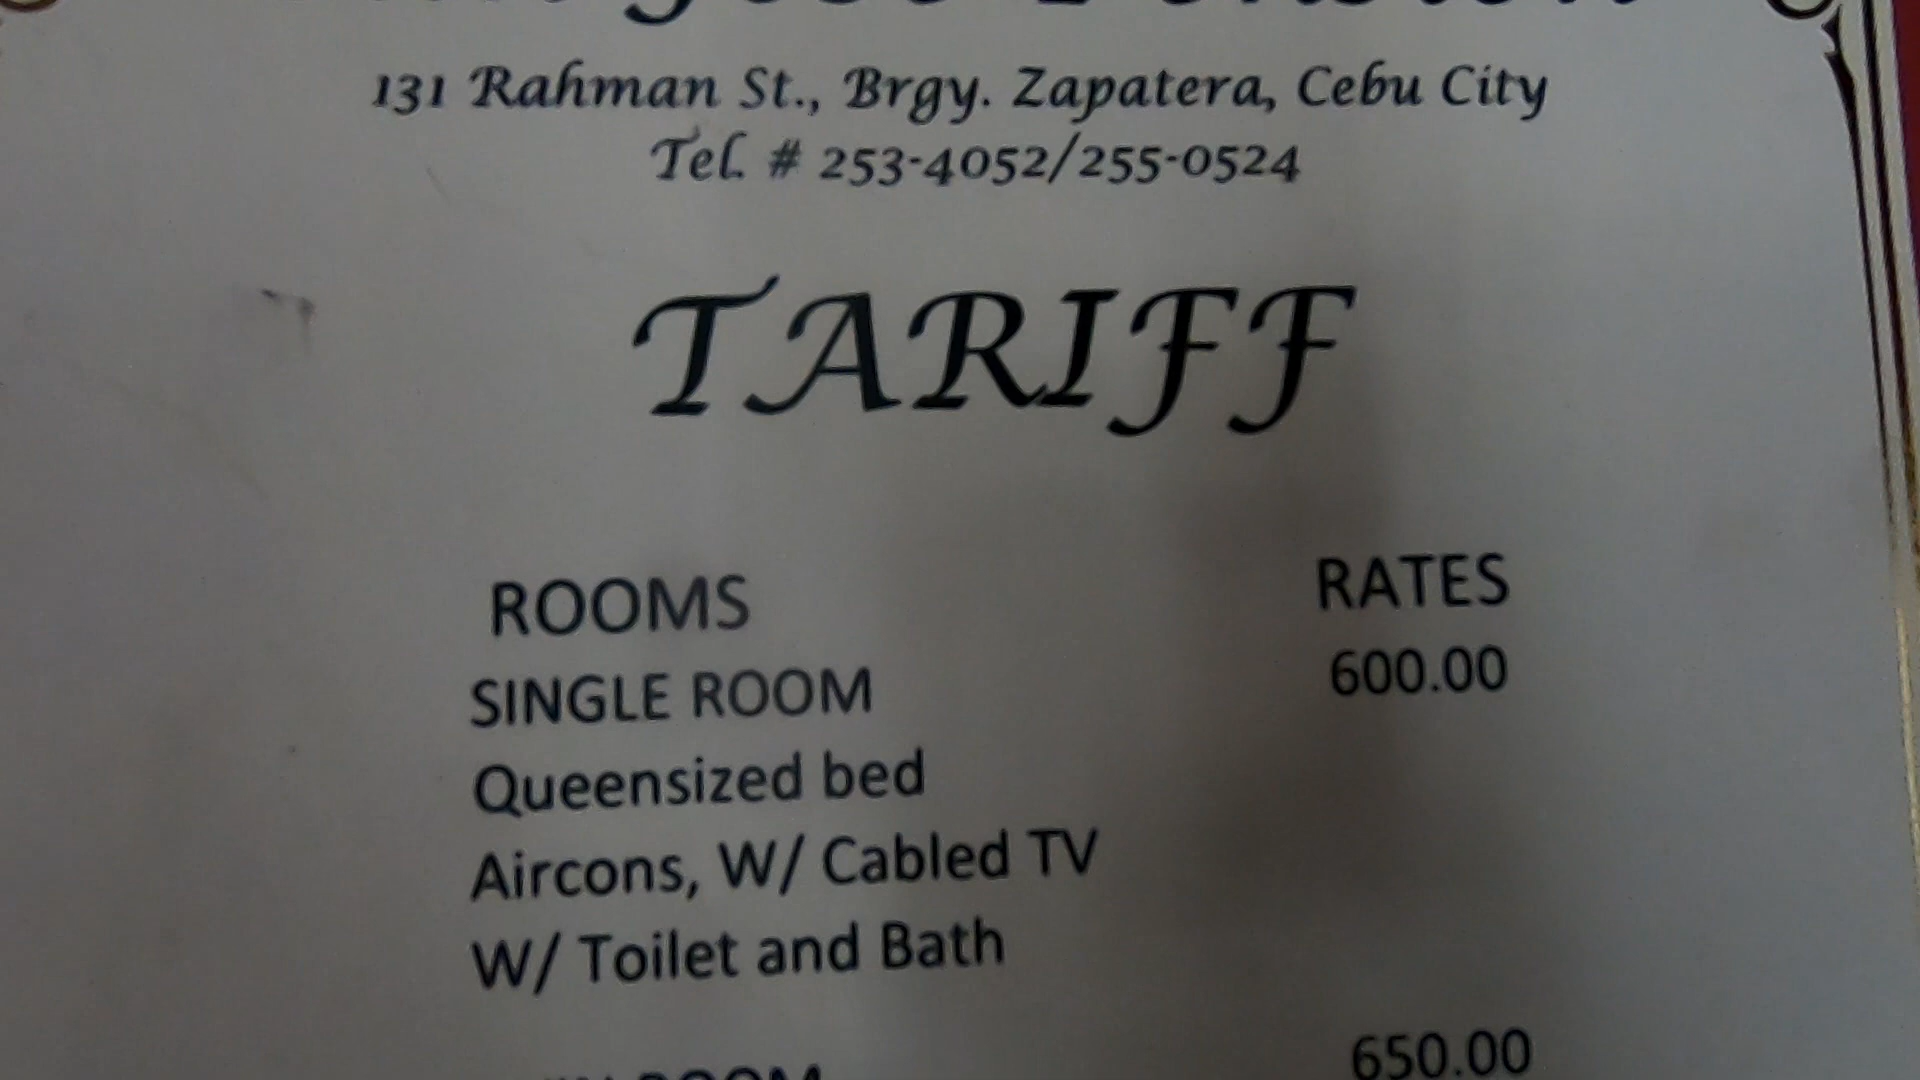 131 Rahman St., Brgy. Zapatera, Cebu City
Tel. # 253-4052/255-0524
TARIFF
ROOMS RATES
SINGLE ROOM 600.00
Queensized bed
Aircons, W/ Cabled TV
W/ Toilet and Bath
ROOM 650.00